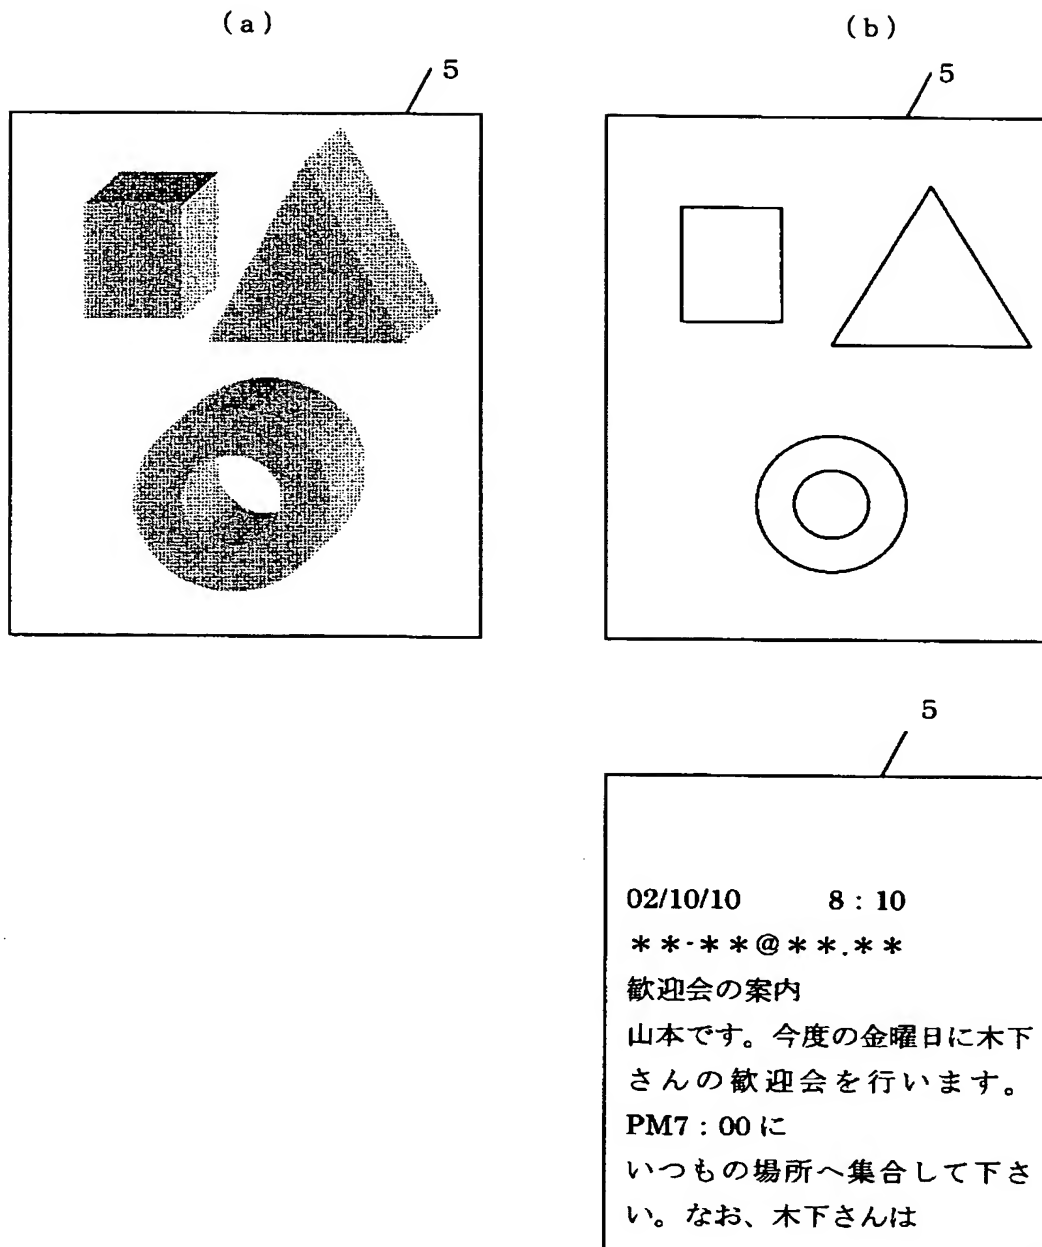 (a)
(b)
5
5
5
02/10/10 8:10
**-**@**.**
歓迎会の案内
山本です。今度の金曜日に木下
さんの歓迎会を行います。
PM7:00に
いつもの場所へ集合して下さ
い。なお、木下さんは